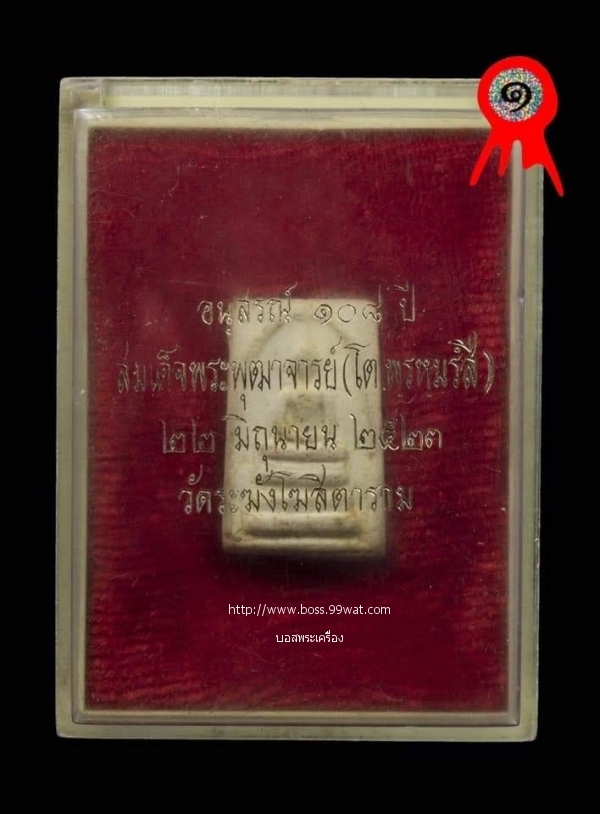 ๑
อนุสรณ์ ๑๐๘ ปี
สมเด็จพระพุฒาจารย์(โต พรหมรังสี)
๒๒ มิถุนายน ๒๕๒๓
วัดระฆังโฆสิตาราม
http://www.boss.99wat.com
บอสพระเครื่อง